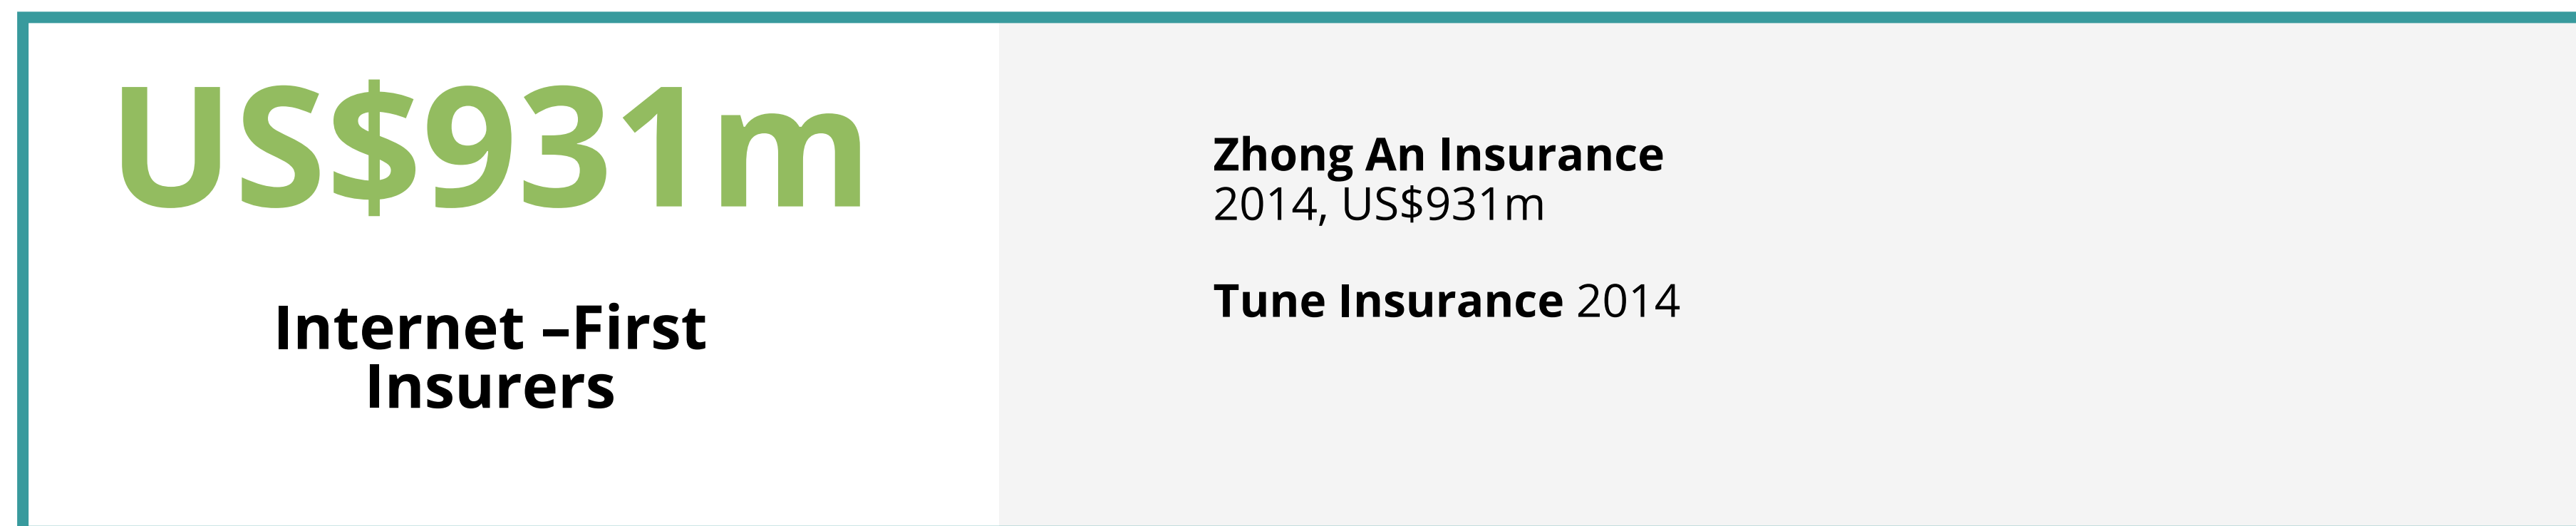 US$931m
Internet –First
Insurers
Zhong An Insurance
2014, US$931m
Tune Insurance 2014